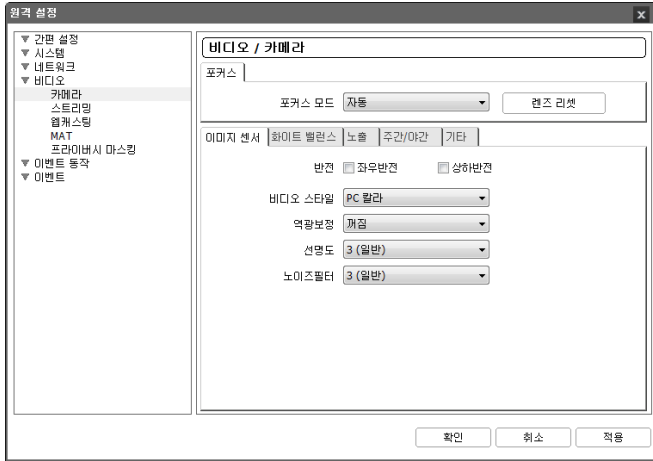 원격 설정
간편 설정
시스템
네트워크
비디오
카메라
스트리밍
웹캐스팅
MAT
프라이버시 마스킹
이벤트 동작
이벤트
비디오 / 카메라
포커스
포커스 모드 자동 렌즈 리셋
이미지 센서 화이트 밸런스 노출 주간/야간 기타
반전 좌우반전 상하반전
비디오 스타일 PC 칼라
역광보정 꺼짐
선명도 3 (일반)
노이즈필터 3 (일반)
확인 취소 적용